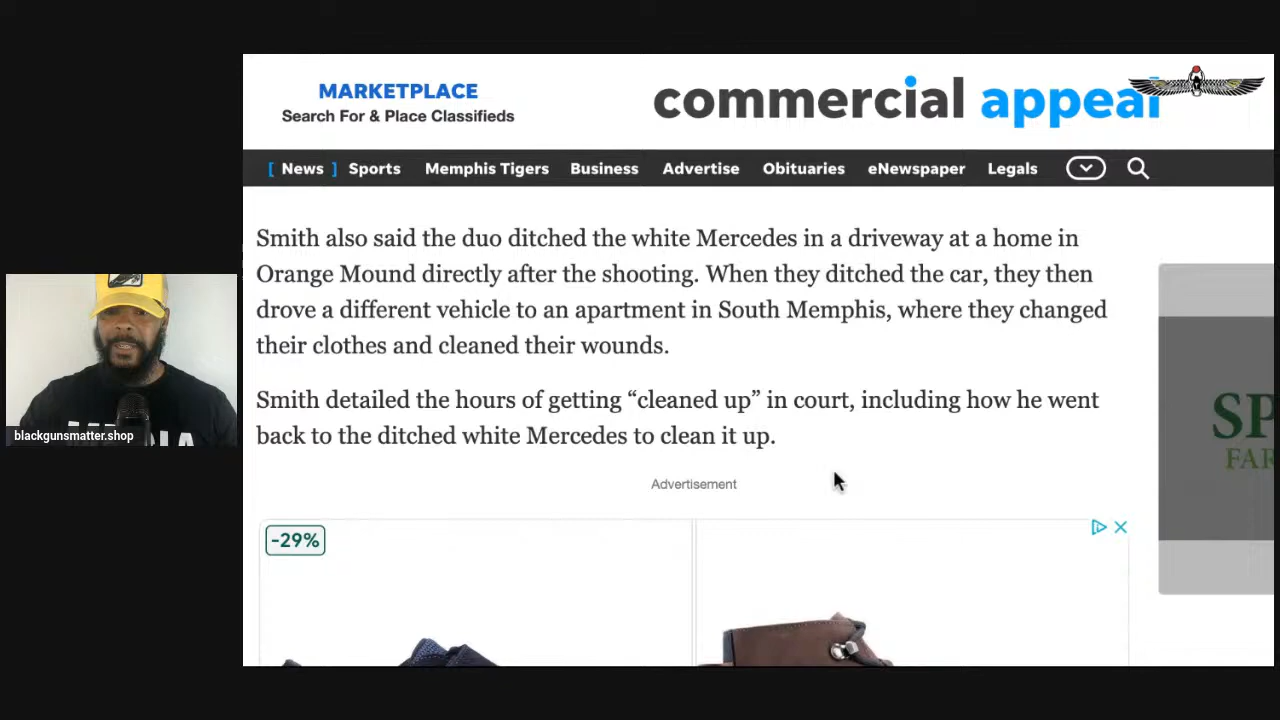 MARKETPLACE
Search For & Place Classifieds
commercial appeal
[ News ] Sports Memphis Tigers Business Advertise Obituaries eNewspaper Legals
Smith also said the duo ditched the white Mercedes in a driveway at a home in
Orange Mound directly after the shooting. When they ditched the car, they then
drove a different vehicle to an apartment in South Memphis, where they changed
their clothes and cleaned their wounds.
Smith detailed the hours of getting “cleaned up” in court, including how he went
back to the ditched white Mercedes to clean it up.
Advertisement
-29%
SP
FAR
blackgunsmatter.shop